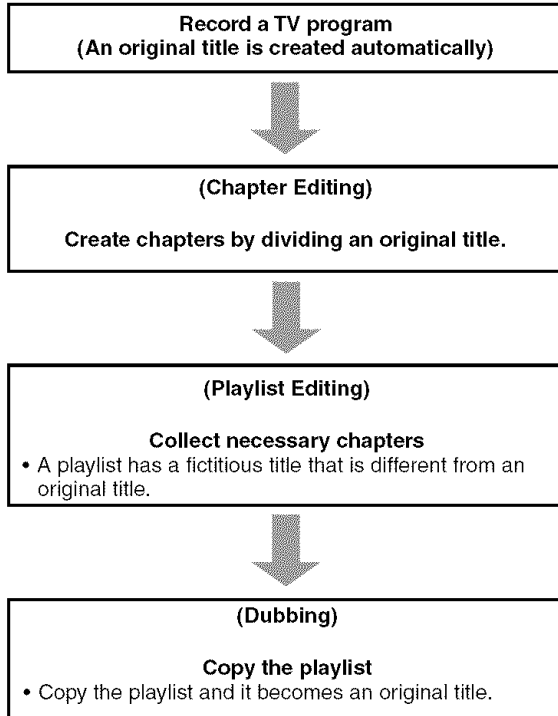 Record a TV program
(An original title is created automatically)
(Chapter Editing)
Create chapters by dividing an original title.
(Playlist Editing)
Collect necessary chapters
• A playlist has a fictitious title that is different from an
original title.
(Dubbing)
Copy the playlist
• Copy the playlist and it becomes an original title.